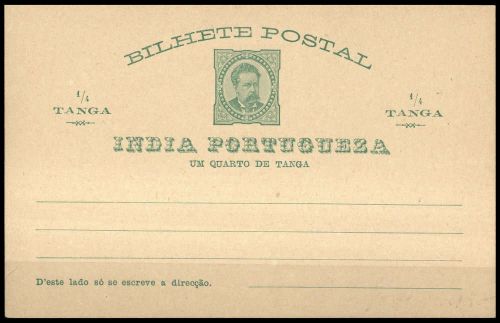 BILHETE POSTAL
1/4
TANGA
1/4
TANGA
INDIA PORTUGUEZA
UM QUARTO DE TANGA
D'este lado só se escreve a direcção.